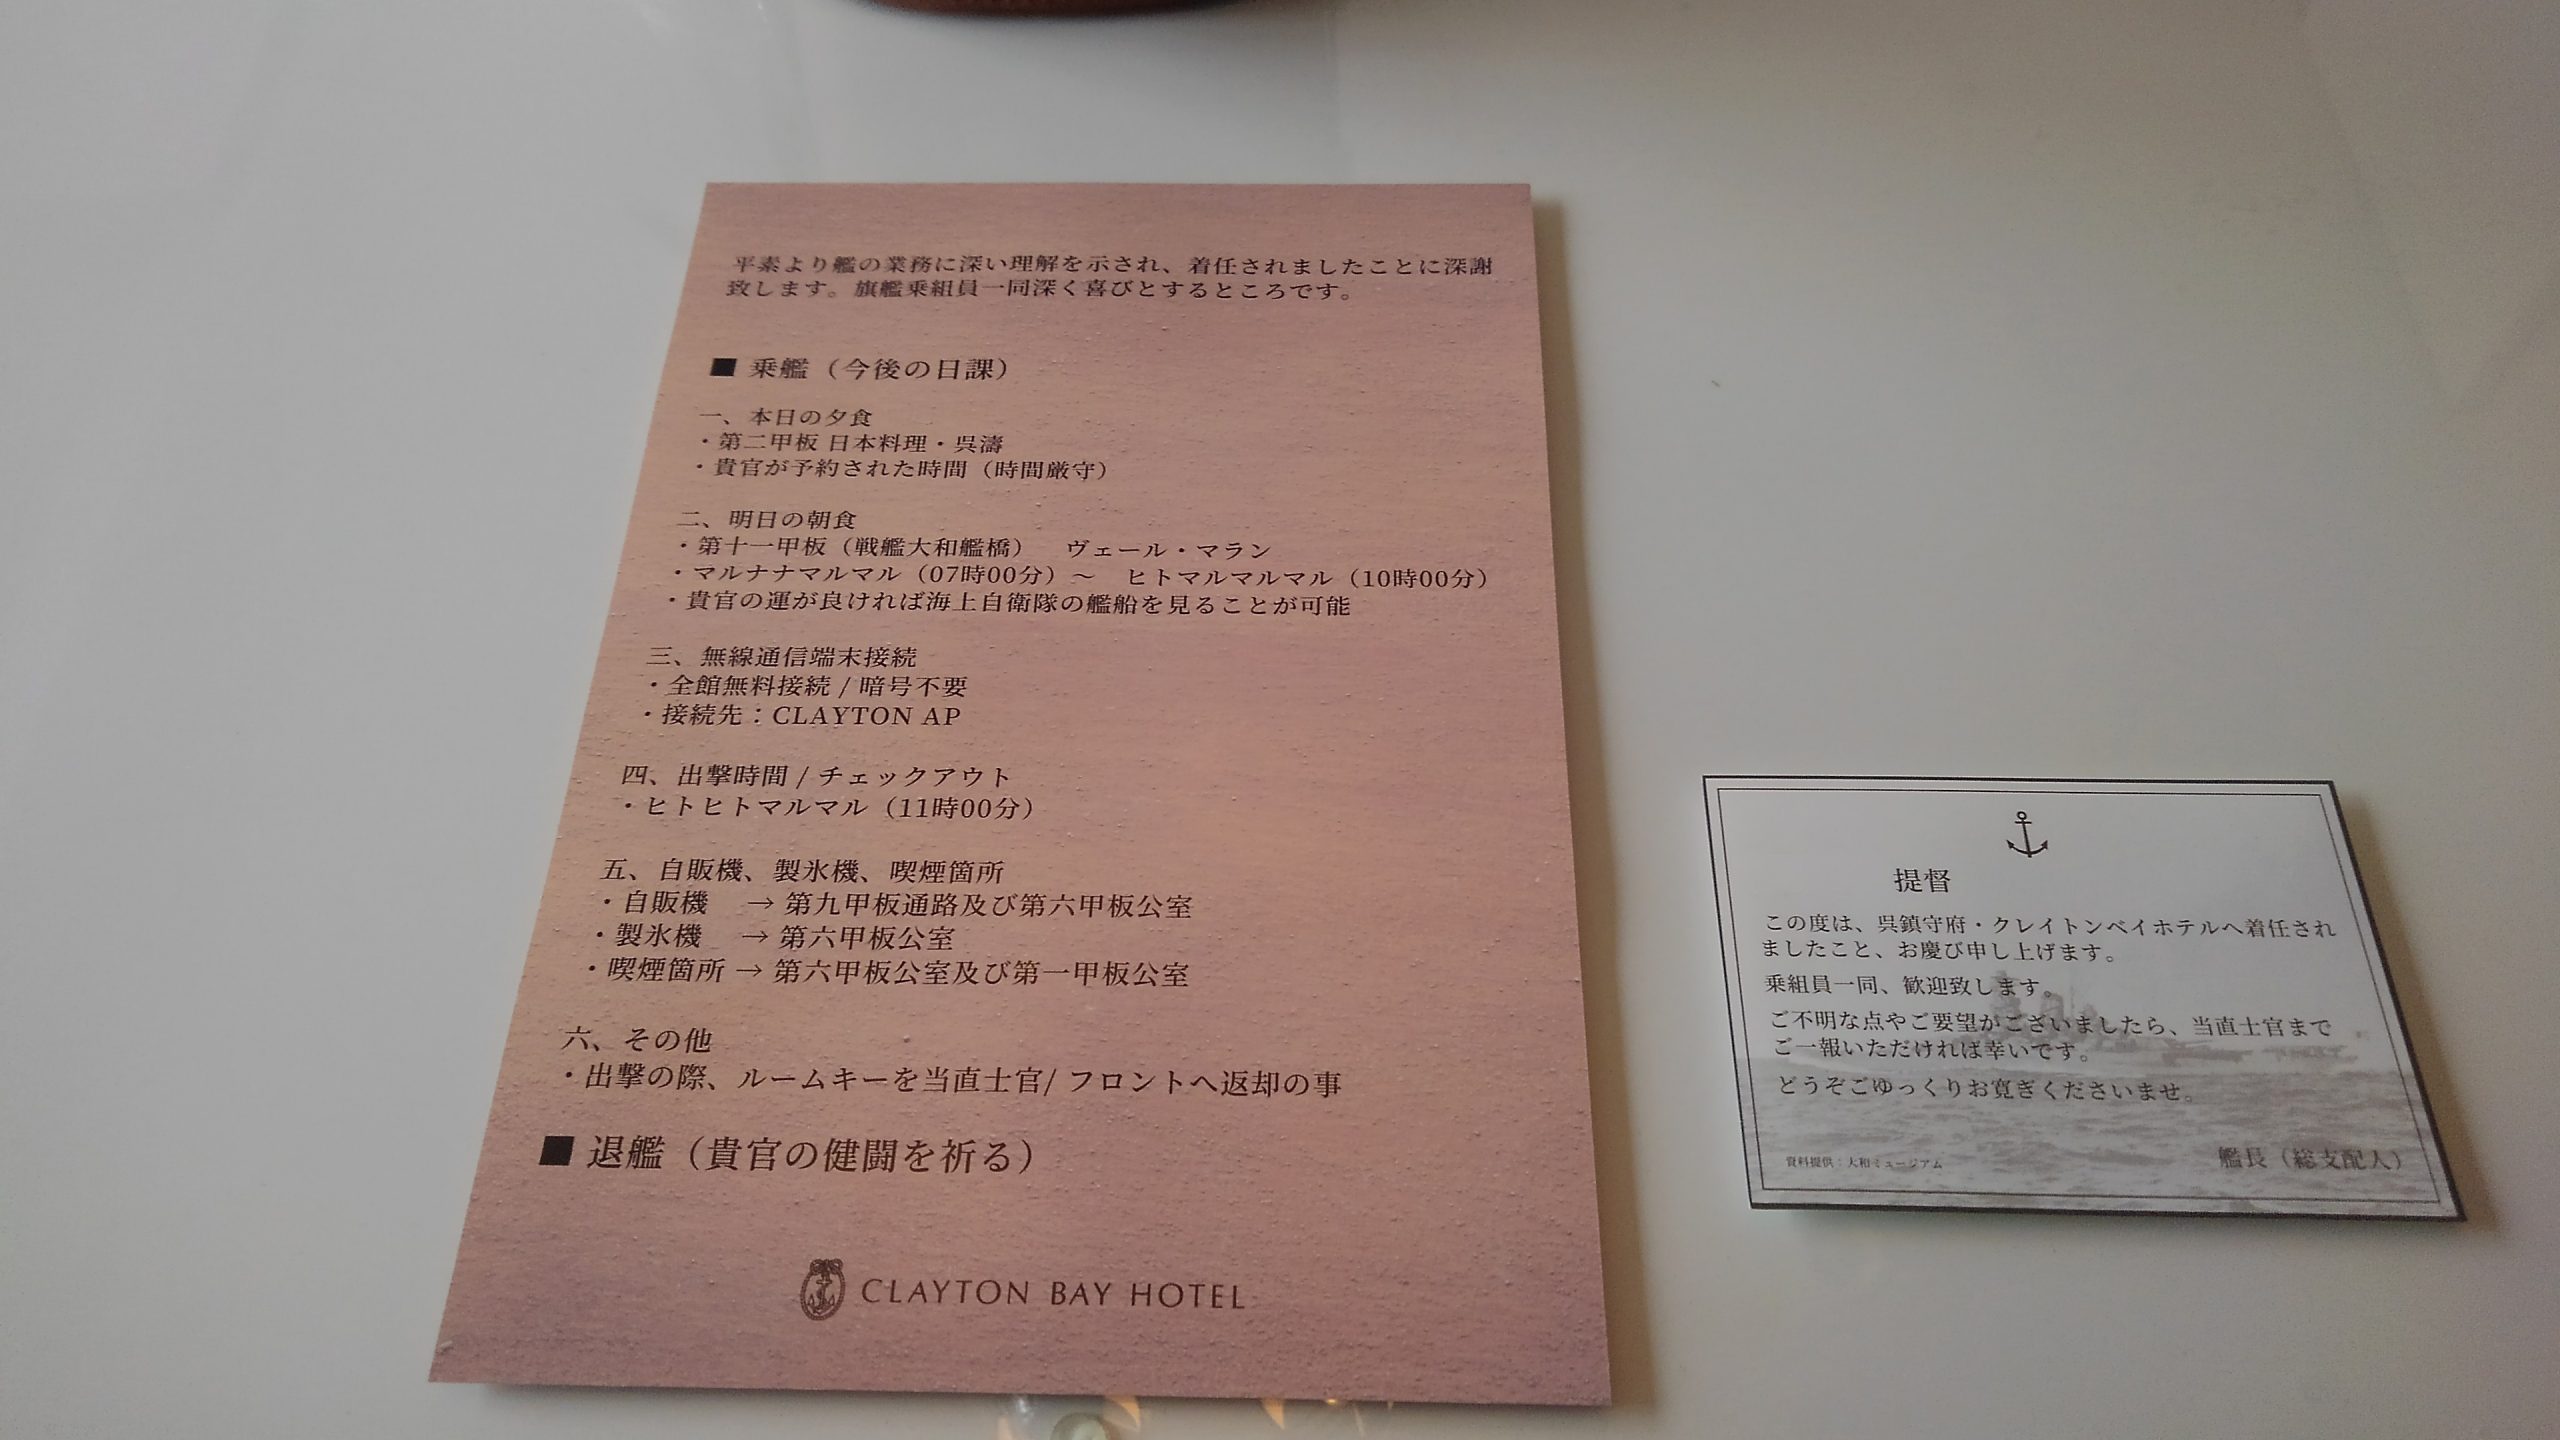 平素より艦の業務に深い理解を示され、着任されましたことに深謝
致します。旗艦乗組員一同深く喜びとするところです。
■ 乗艦（今後の日課）
一、本日の夕食
・第二甲板 日本料理・呉濤
・貴官が予約された時間（時間厳守）
二、明日の朝食
・第十一甲板（戦艦大和艦橋） ヴェール・マラン
・マルナナマルマル（07時00分）～ ヒトマルマルマル（10時00分）
・貴官の運が良ければ海上自衛隊の艦船を見ることが可能
三、無線通信端末接続
・全館無料接続 / 暗号不要
・接続先：CLAYTON AP
四、出撃時間 / チェックアウト
・ヒトヒトマルマル（11時00分）
五、自販機、製氷機、喫煙箇所
・自販機 → 第九甲板通路及び第六甲板公室
・製氷機 → 第六甲板公室
・喫煙箇所 → 第六甲板公室及び第一甲板公室
六、その他
・出撃の際、ルームキーを当直士官/ フロントへ返却の事
■ 退艦（貴官の健闘を祈る）
CLAYTON BAY HOTEL
提督
この度は、呉鎮守府・クレイトンベイホテルへ着任され
ましたこと、お慶び申し上げます。
乗組員一同、歓迎致します。
ご不明な点やご要望がございましたら、当直士官まで
ご一報いただければ幸いです。
どうぞごゆっくりお寛ぎくださいませ。
艦長（総支配人）
資料提供：大和ミュージアム